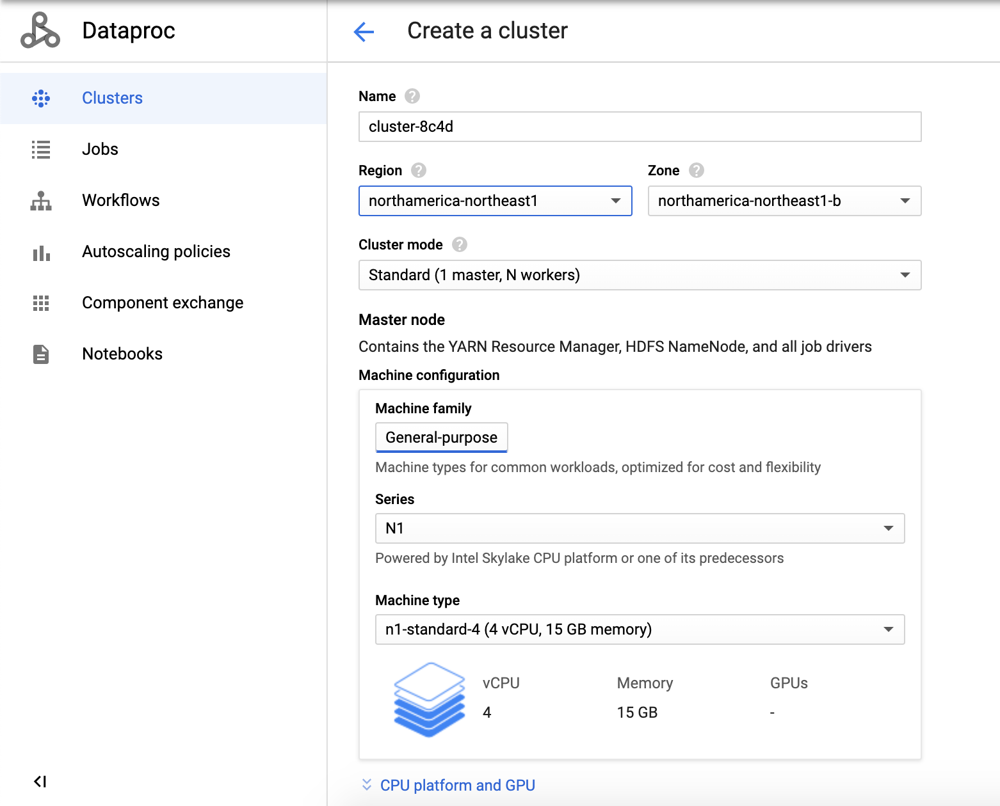 Dataproc
Create a cluster
Clusters
Jobs
Workflows
Autoscaling policies
Component exchange
Notebooks
Name ?
cluster-8c4d
Region ? Zone ?
northamerica-northeast1 northamerica-northeast1-b
Cluster mode ?
Standard (1 master, N workers)
Master node
Contains the YARN Resource Manager, HDFS NameNode, and all job drivers
Machine configuration
Machine family
General-purpose
Machine types for common workloads, optimized for cost and flexibility
Series
N1
Powered by Intel Skylake CPU platform or one of its predecessors
Machine type
n1-standard-4 (4 vCPU, 15 GB memory)
vCPU Memory GPUs
4 15 GB -
CPU platform and GPU